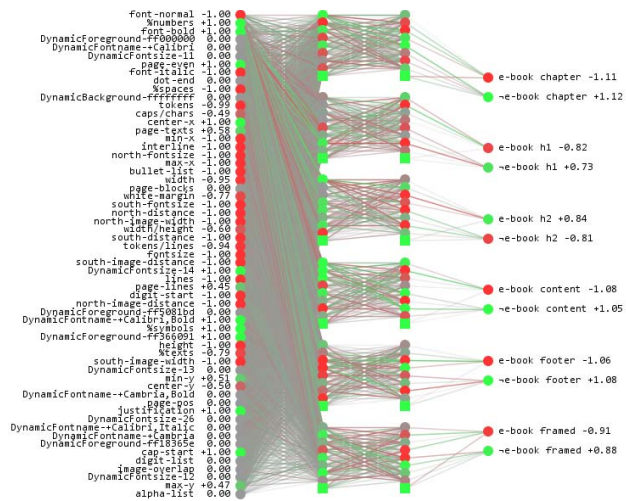 font-normal -1.00
%numbers +1.00
font-bold +1.00
DynamicForeground-ff000000 0.00
DynamicFontname-+Calibri 0.00
DynamicFontsize-11 0.00
page-even +1.00
font-italic -1.00
dot-end 0.00
%spaces -1.00
DynamicBackground-ffffffff 0.00
tokens -0.99
caps/chars -0.49
center-x +1.00
page-texts +0.58
min-x -1.00
interline -1.00
north-fontsize -1.00
max-x -1.00
bullet-list -1.00
width -0.95
page-blocks 0.00
white-margin -0.77
south-fontsize -1.00
north-distance -1.00
north-image-width -1.00
width/height -0.60
south-distance -1.00
tokens/lines -0.94
fontsize -1.00
south-image-distance -1.00
DynamicFontsize-14 +1.00
lines -1.00
page-lines +0.45
digit-start -1.00
north-image-distance -1.00
DynamicForeground-ff5081bd 0.00
DynamicFontname-+Calibri,Bold +1.00
%symbols +1.00
DynamicForeground-ff366091 +1.00
height -1.00
%texts -0.79
south-image-width -1.00
DynamicFontsize-13 0.00
min-y +0.51
center-y -0.50
DynamicFontname-+Cambria,Bold 0.00
page-pos 0.00
justification +1.00
DynamicFontsize-26 0.00
DynamicFontname-+Calibri,Italic 0.00
DynamicFontname-+Cambria 0.00
DynamicForeground-ff18365e 0.00
cap-start +1.00
digit-list 0.00
image-overlap 0.00
DynamicFontsize-12 0.00
max-y +0.47
alpha-list 0.00
e-book chapter -1.11
¬e-book chapter +1.12
e-book h1 -0.82
¬e-book h1 +0.73
e-book h2 +0.84
¬e-book h2 -0.81
e-book content -1.08
¬e-book content +1.05
e-book footer -1.06
¬e-book footer +1.08
e-book framed -0.91
¬e-book framed +0.88